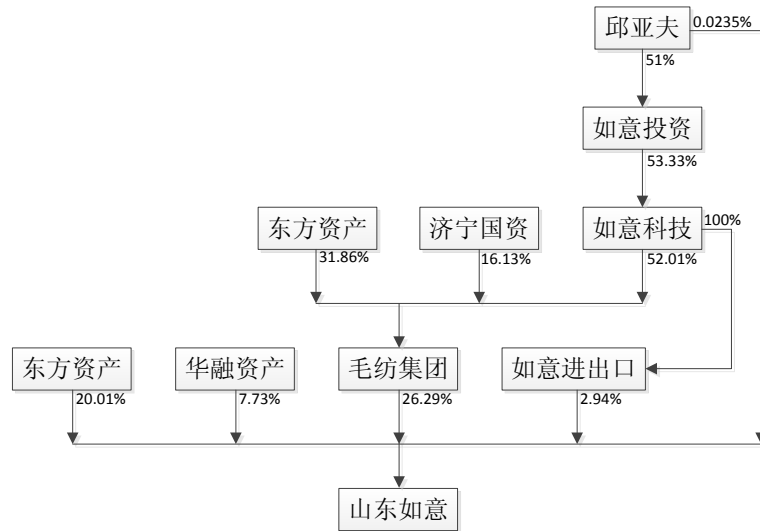 邱亚夫
0.0235%
51%
如意投资
53.33%
东方资产
济宁国资
如意科技
100%
31.86%
16.13%
52.01%
东方资产
华融资产
毛纺集团
如意进出口
20.01%
7.73%
26.29%
2.94%
山东如意